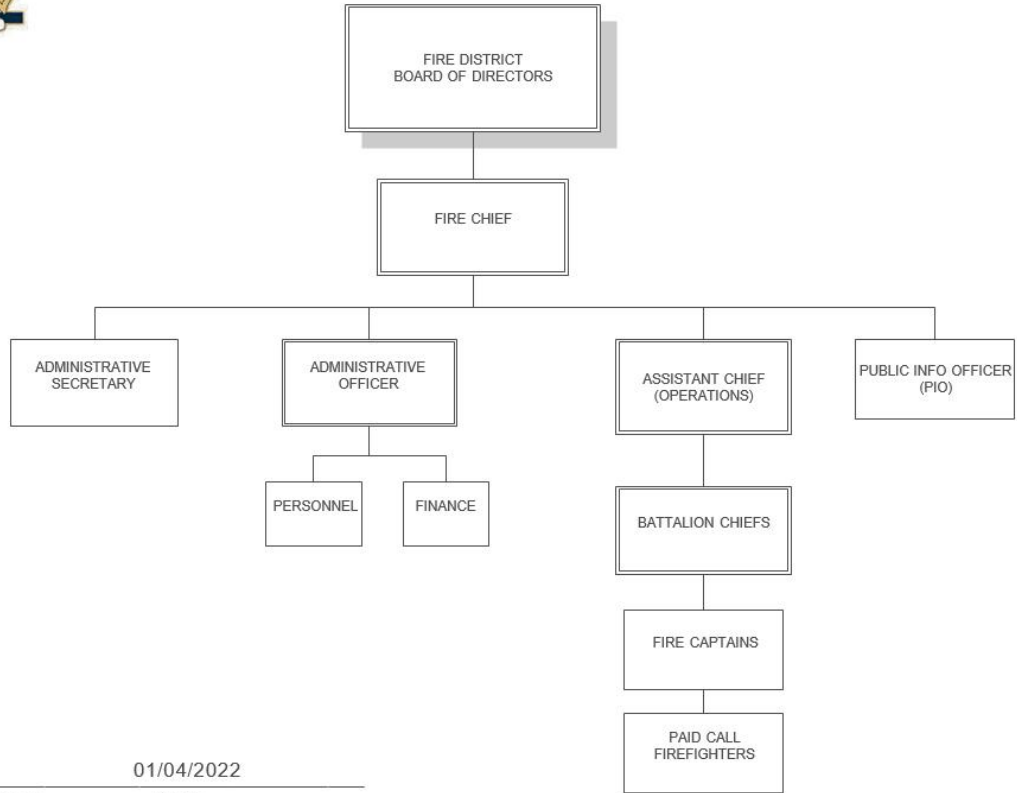 FIRE DISTRICT
BOARD OF DIRECTORS
FIRE CHIEF
ADMINISTRATIVE
SECRETARY
ADMINISTRATIVE
OFFICER
ASSISTANT CHIEF
(OPERATIONS)
PUBLIC INFO OFFICER
(PIO)
PERSONNEL
FINANCE
BATTALION CHIEFS
FIRE CAPTAINS
PAID CALL
FIREFIGHTERS
01/04/2022